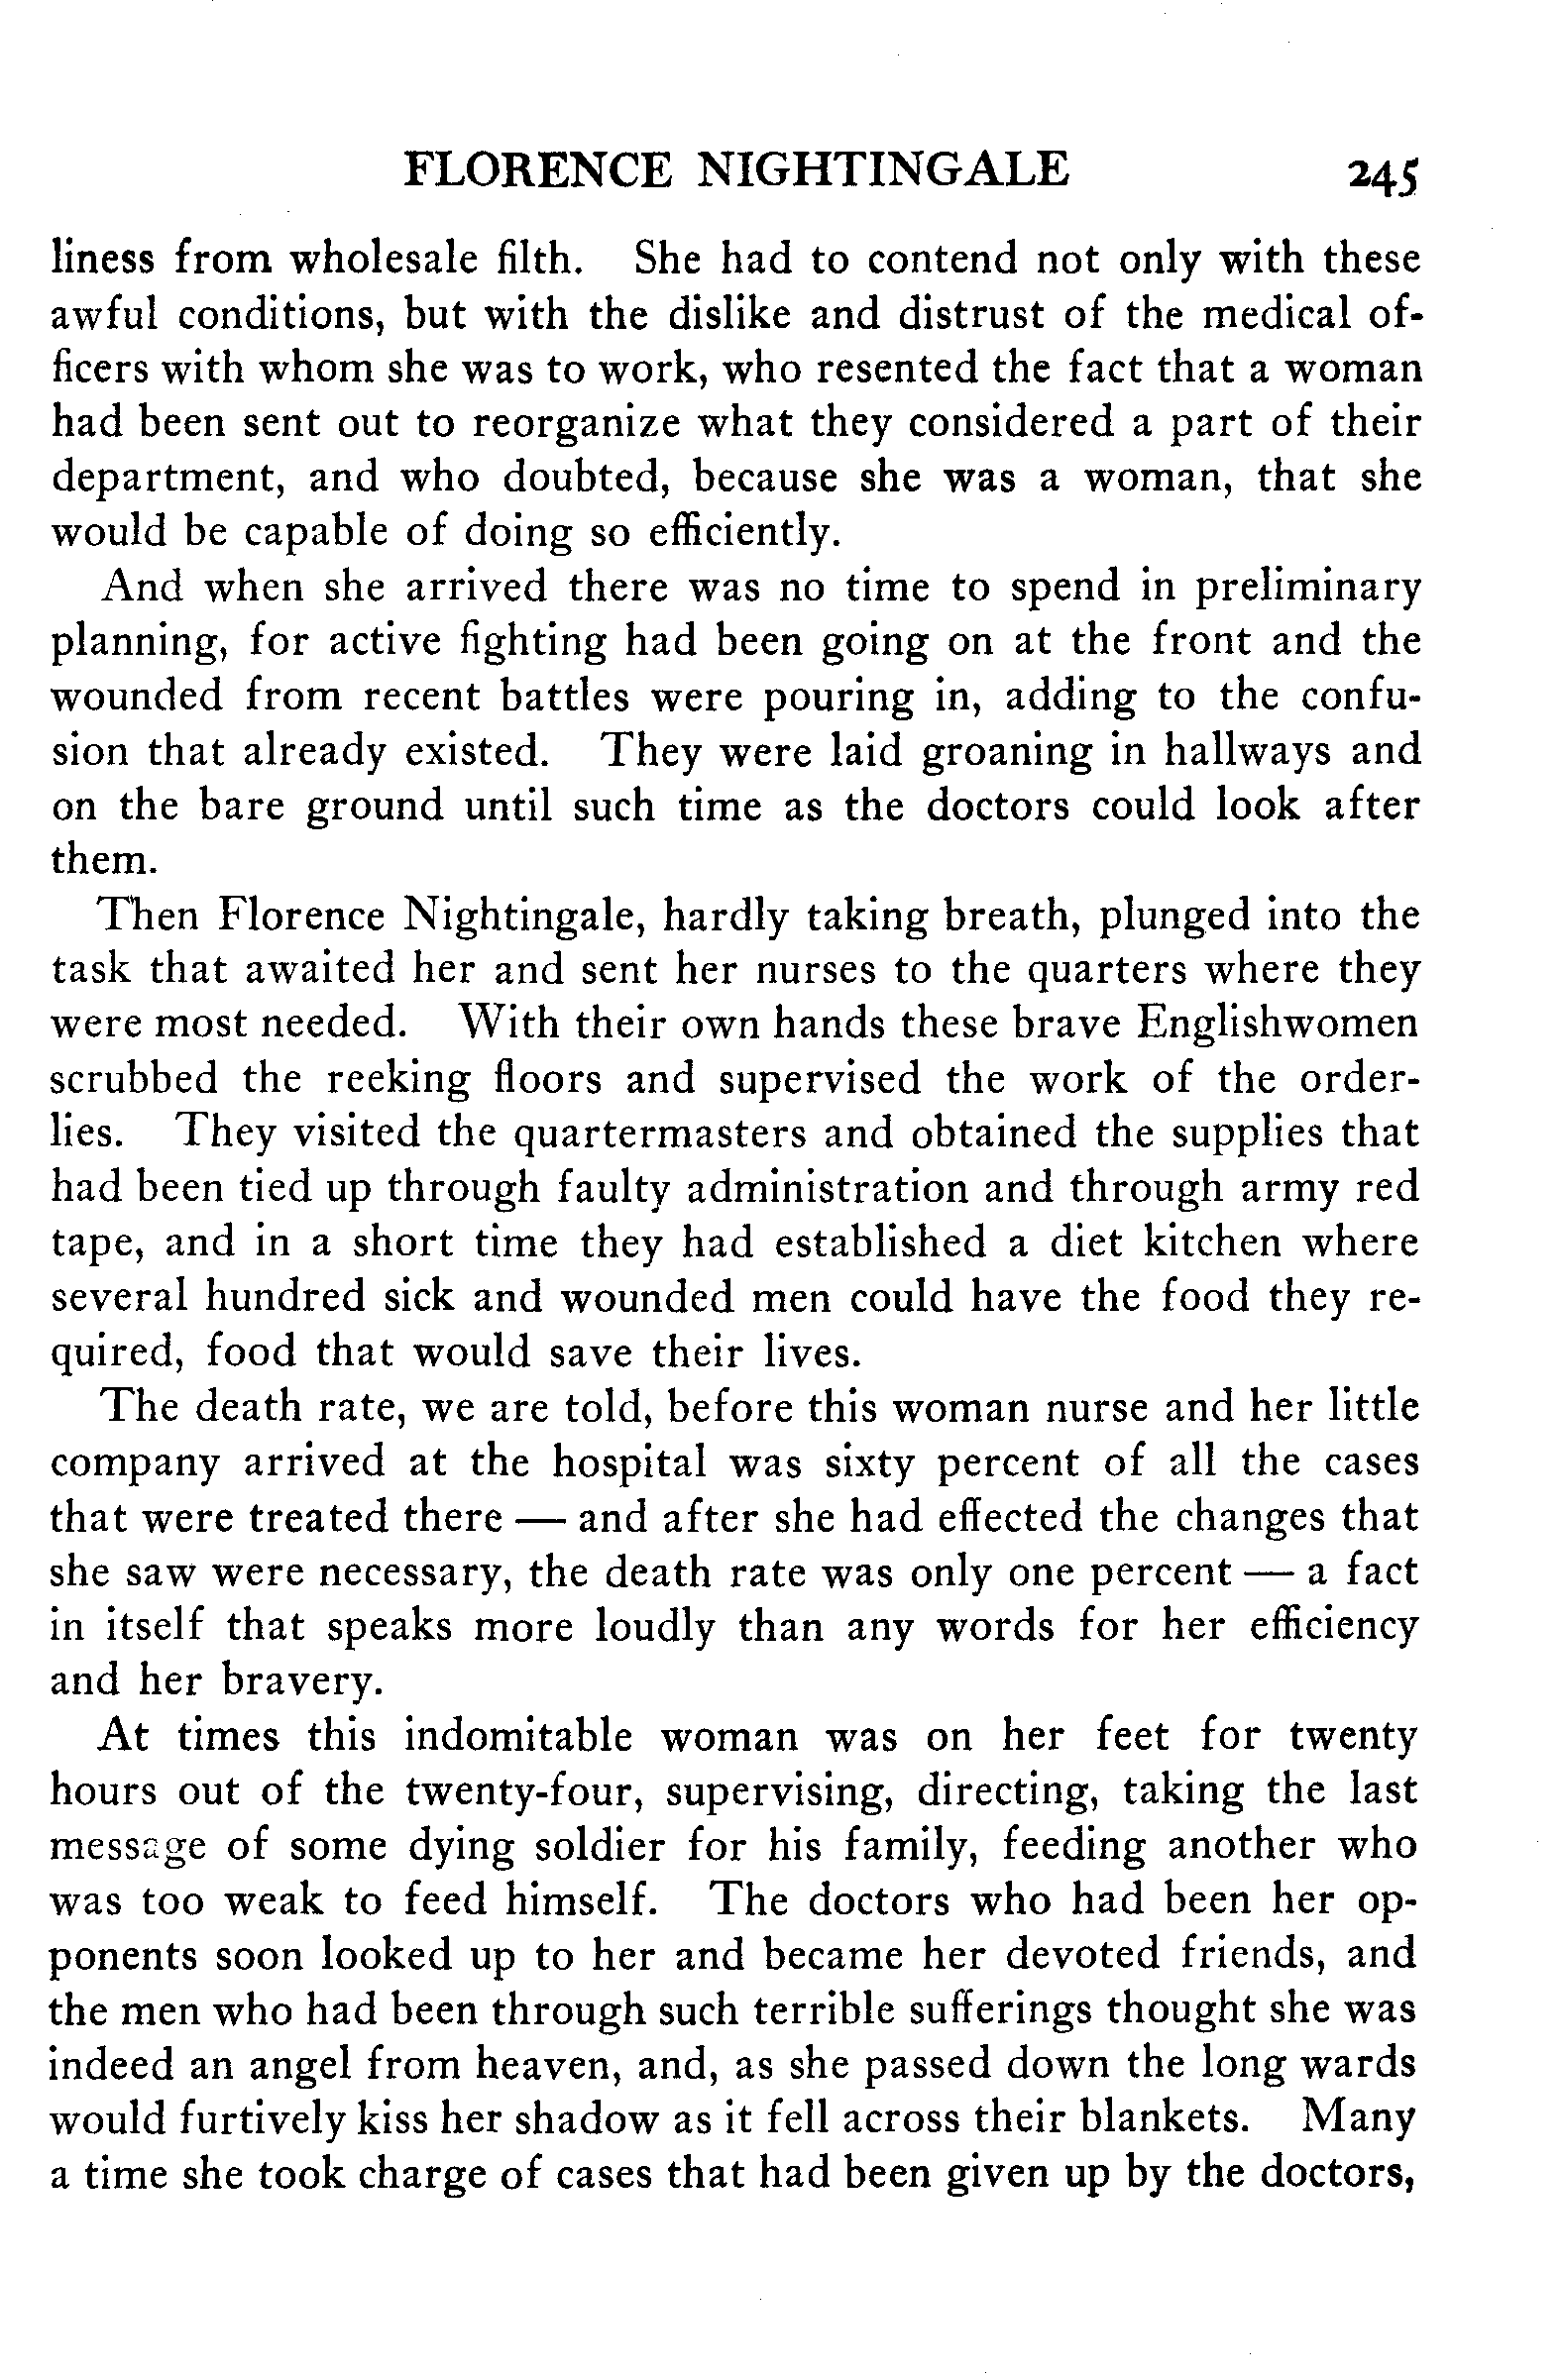 FLORENCE NIGHTINGALE 245
liness from wholesale filth. She had to contend not only with these
awful conditions, but with the dislike and distrust of the medical of-
ficers with whom she was to work, who resented the fact that a woman
had been sent out to reorganize what they considered a part of their
department, and who doubted, because she was a woman, that she
would be capable of doing so efficiently.
And when she arrived there was no time to spend in preliminary
planning, for active fighting had been going on at the front and the
wounded from recent battles were pouring in, adding to the confu-
sion that already existed. They were laid groaning in hallways and
on the bare ground until such time as the doctors could look after
them.
Then Florence Nightingale, hardly taking breath, plunged into the
task that awaited her and sent her nurses to the quarters where they
were most needed. With their own hands these brave Englishwomen
scrubbed the reeking floors and supervised the work of the order-
lies. They visited the quartermasters and obtained the supplies that
had been tied up through faulty administration and through army red
tape, and in a short time they had established a diet kitchen where
several hundred sick and wounded men could have the food they re-
quired, food that would save their lives.
The death rate, we are told, before this woman nurse and her little
company arrived at the hospital was sixty percent of all the cases
that were treated there — and after she had effected the changes that
she saw were necessary, the death rate was only one percent — a fact
in itself that speaks more loudly than any words for her efficiency
and her bravery.
At times this indomitable woman was on her feet for twenty
hours out of the twenty-four, supervising, directing, taking the last
message of some dying soldier for his family, feeding another who
was too weak to feed himself. The doctors who had been her op-
ponents soon looked up to her and became her devoted friends, and
the men who had been through such terrible sufferings thought she was
indeed an angel from heaven, and, as she passed down the long wards
would furtively kiss her shadow as it fell across their blankets. Many
a time she took charge of cases that had been given up by the doctors,